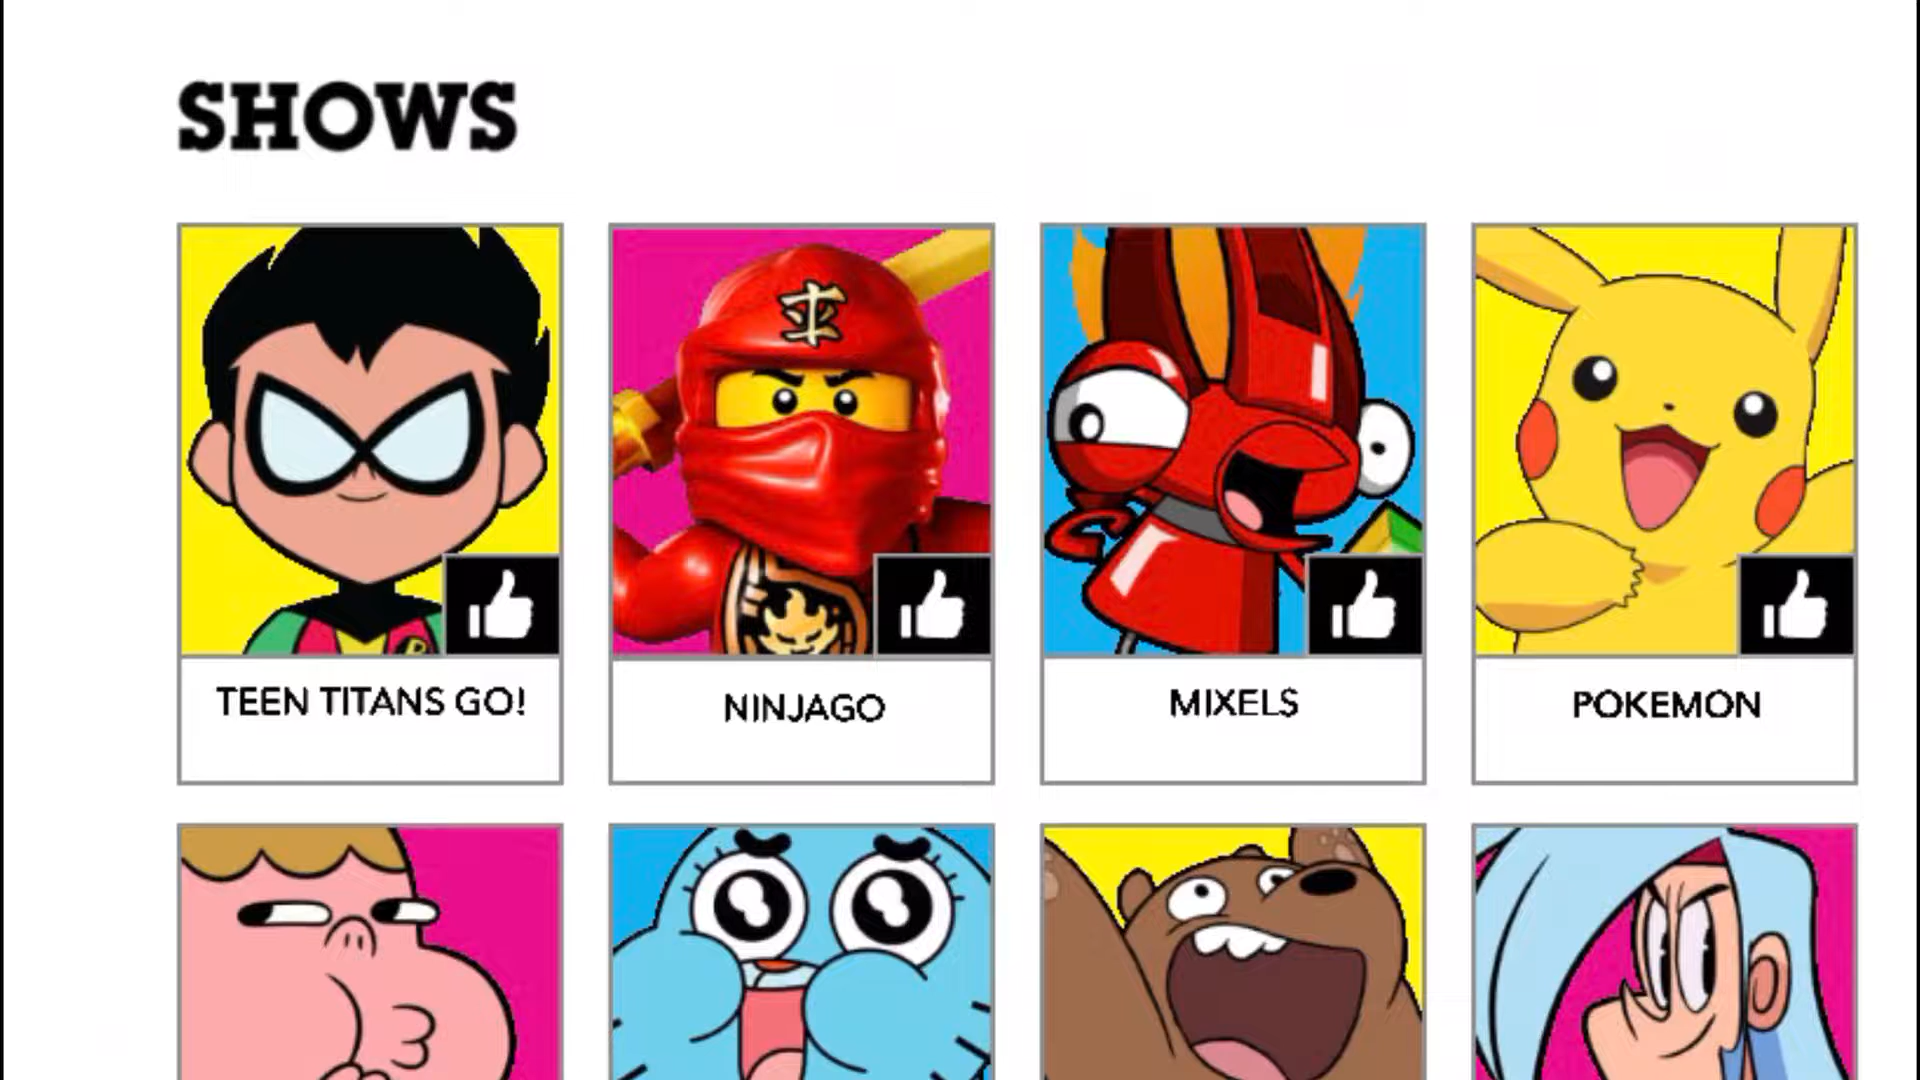 SHOWS
TEEN TITANS GO!
NINJAGO
MIXELS
POKEMON